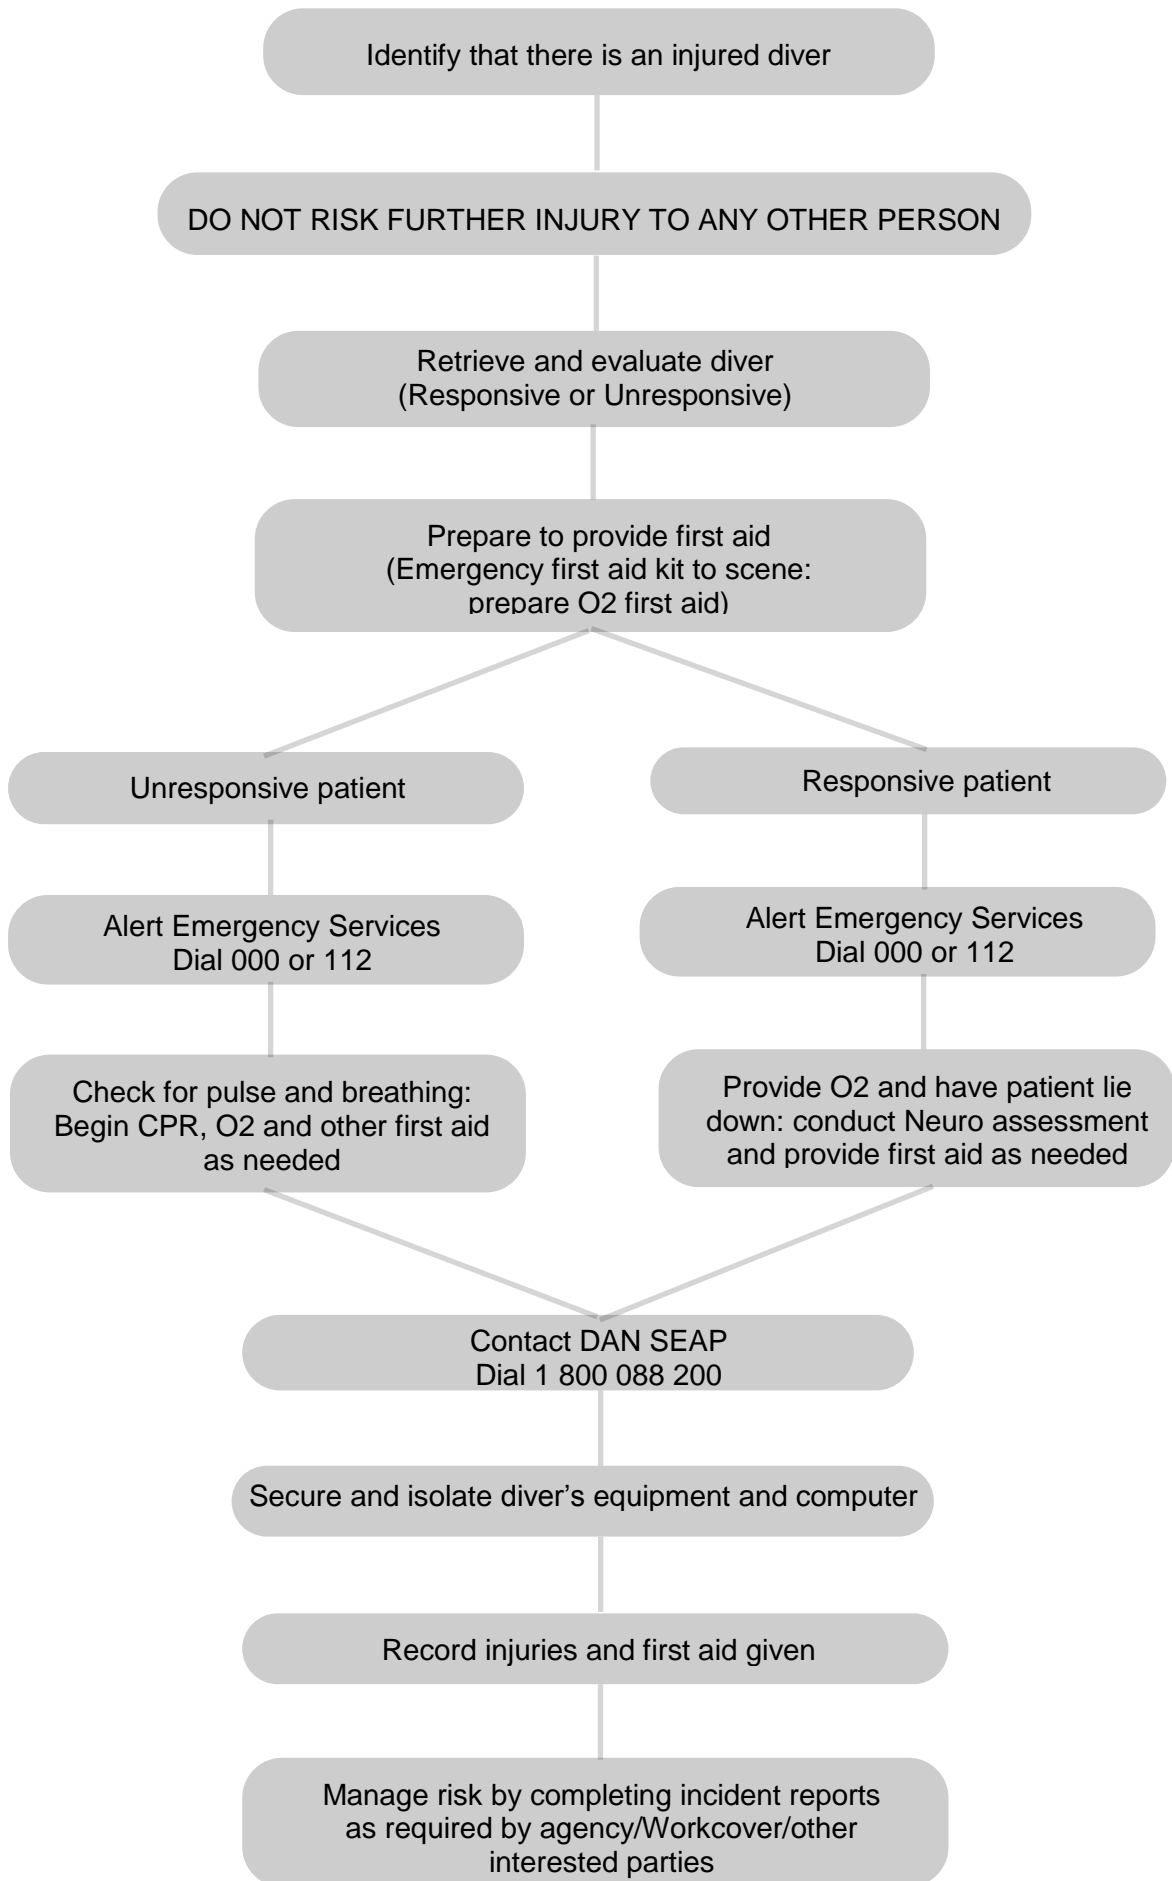 Identify that there is an injured diver
DO NOT RISK FURTHER INJURY TO ANY OTHER PERSON
Retrieve and evaluate diver
(Responsive or Unresponsive)
Prepare to provide first aid
(Emergency first aid kit to scene:
prepare O2 first aid)
Unresponsive patient
Responsive patient
Alert Emergency Services
Dial 000 or 112
Alert Emergency Services
Dial 000 or 112
Check for pulse and breathing:
Begin CPR, O2 and other first aid
as needed
Provide O2 and have patient lie
down: conduct Neuro assessment
and provide first aid as needed
Contact DAN SEAP
Dial 1 800 088 200
Secure and isolate diver's equipment and computer
Record injuries and first aid given
Manage risk by completing incident reports
as required by agency/Workcover/other
interested parties